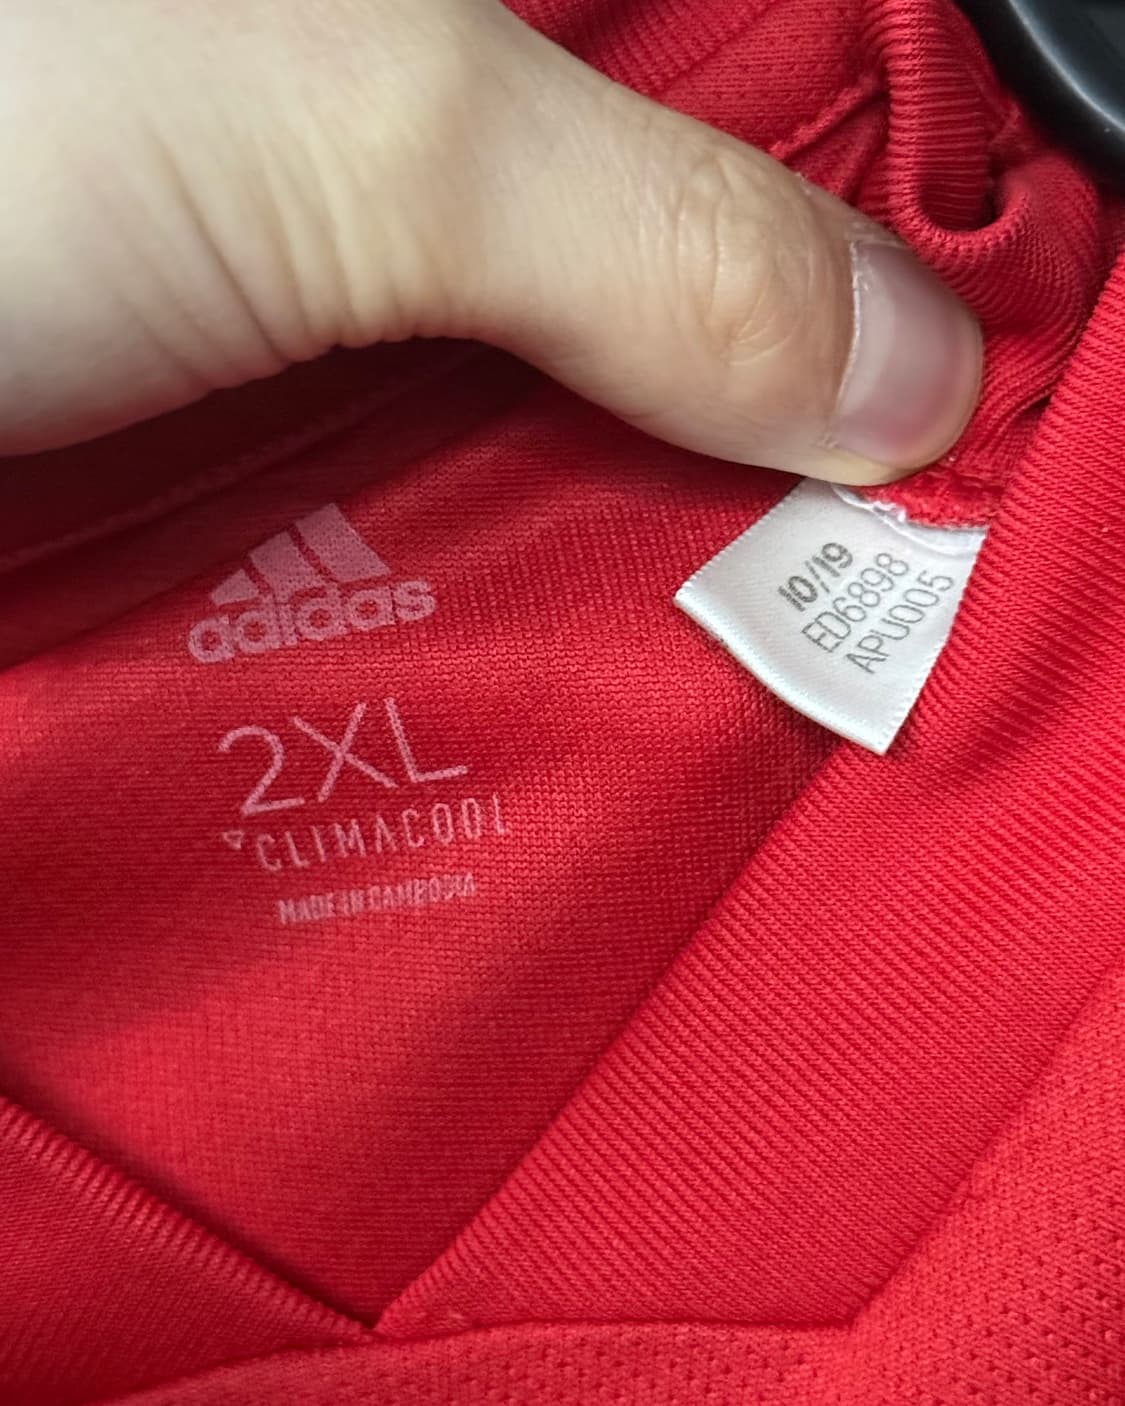 adidas
2XL
CLIMACOOL
MADE IN CAMBODIA
10/19
ED6898
APU005